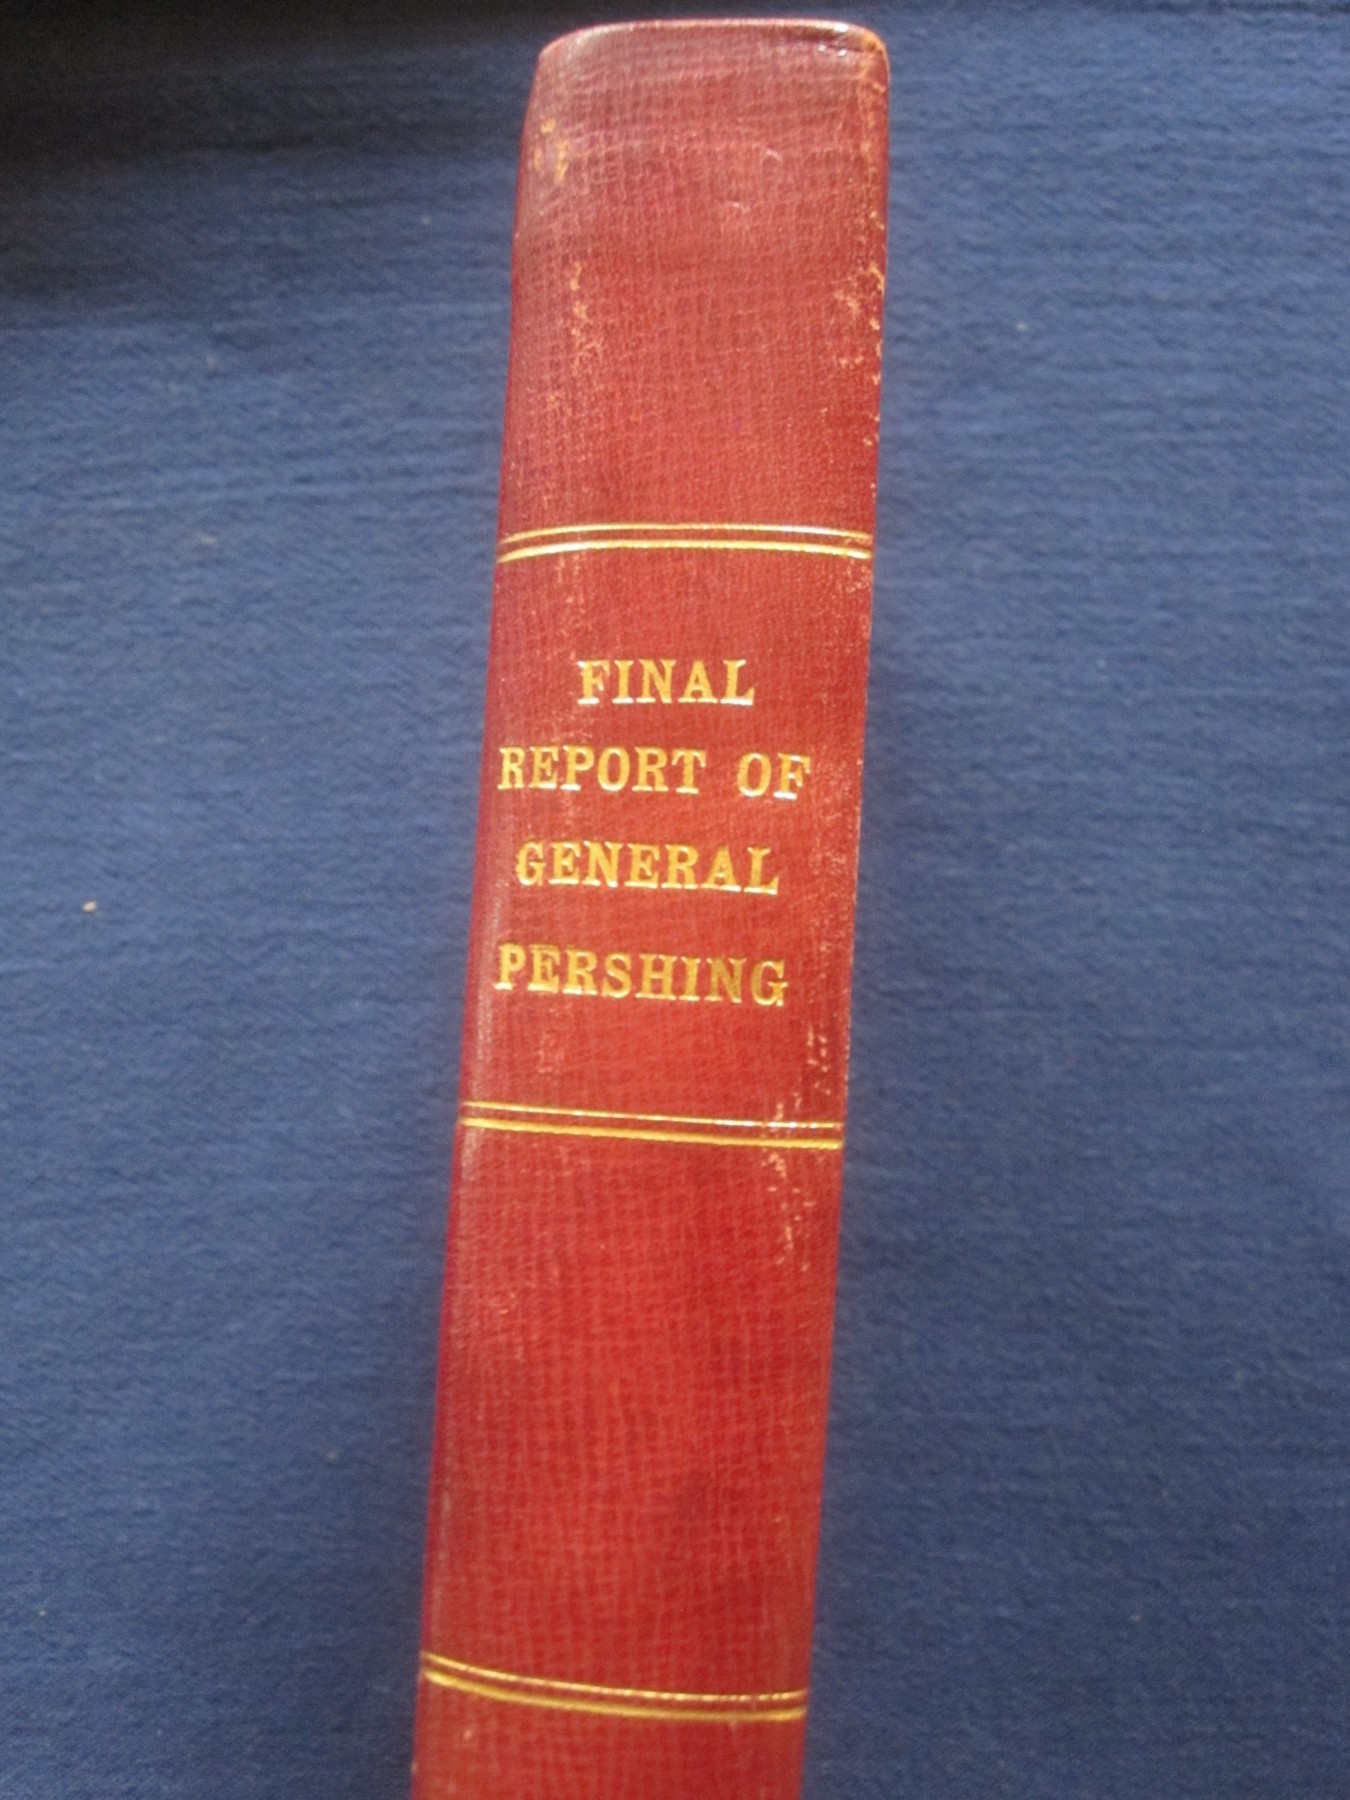 FINAL
REPORT OF
GENERAL
PERSHING